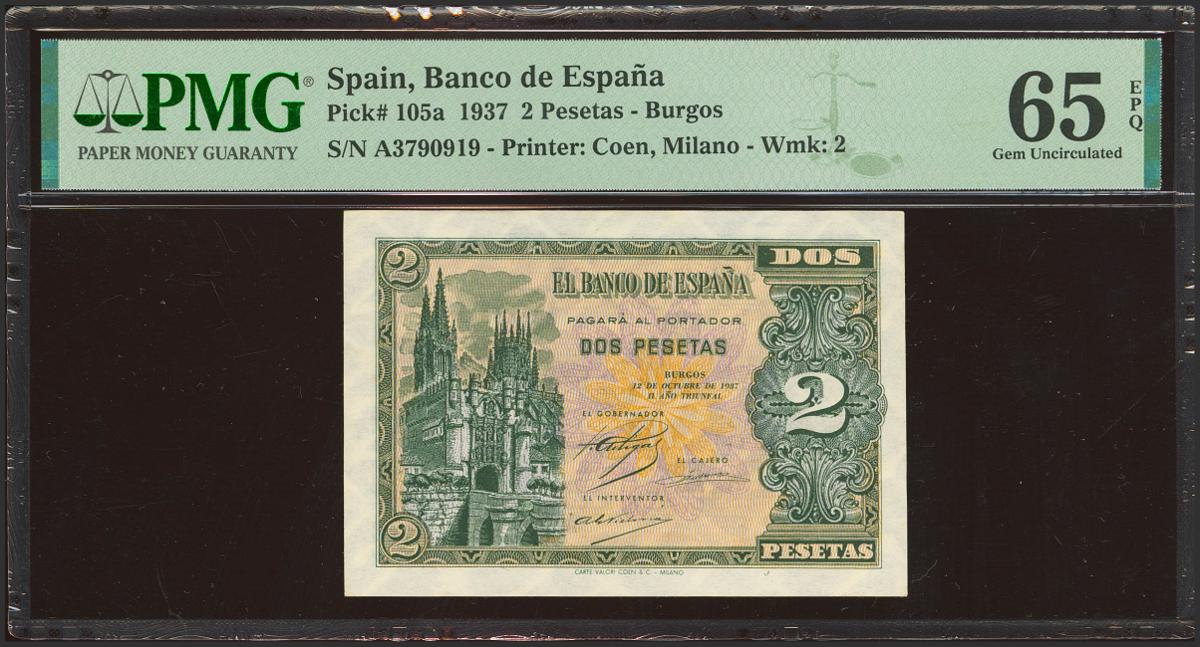 PMG®
PAPER MONEY GUARANTY
Spain, Banco de España
Pick# 105a 1937 2 Pesetas - Burgos
S/N A3790919 - Printer: Coen, Milano - Wmk: 2
65
EPQ
Gem Uncirculated
2
DOS
EL BANCO DE ESPAÑA
PAGARÁ AL PORTADOR
DOS PESETAS
BURGOS
12 DE OCTUBRE DE 1937
II AÑO TRIUNFAL
2
EL GOBERNADOR
EL CAJERO
EL INTERVENTOR
2
PESETAS
CARTE VALORI COEN & C. - MILANO